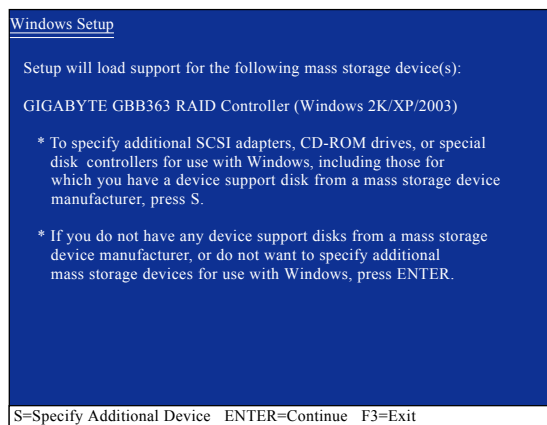 Windows Setup
Setup will load support for the following mass storage device(s):
GIGABYTE GBB363 RAID Controller (Windows 2K/XP/2003)
* To specify additional SCSI adapters, CD-ROM drives, or special
disk controllers for use with Windows, including those for
which you have a device support disk from a mass storage device
manufacturer, press S.
* If you do not have any device support disks from a mass storage
device manufacturer, or do not want to specify additional
mass storage devices for use with Windows, press ENTER.
S=Specify Additional Device ENTER=Continue F3=Exit